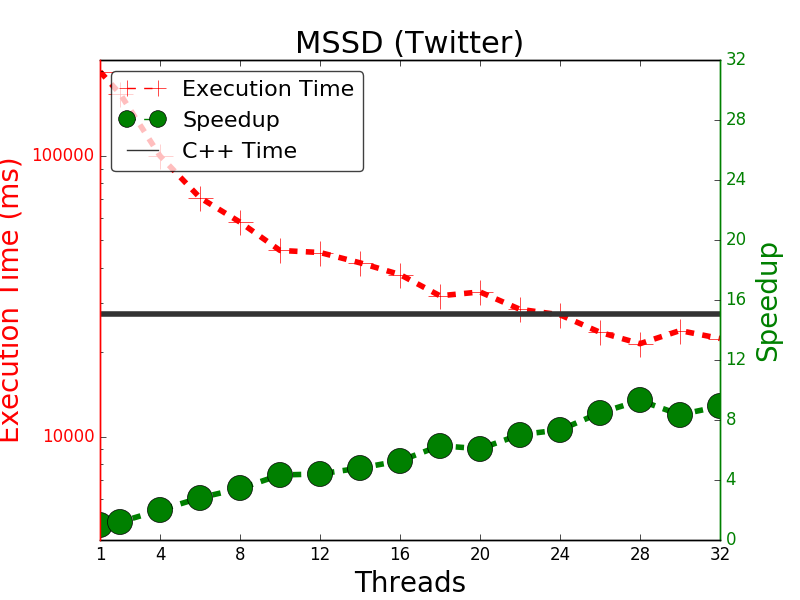 MSSD (Twitter)
Execution Time
Speedup
C++ Time
Execution Time (ms)
100000
10000
Speedup
32
28
24
20
16
12
8
4
0
1 4 8 12 16 20 24 28 32
Threads